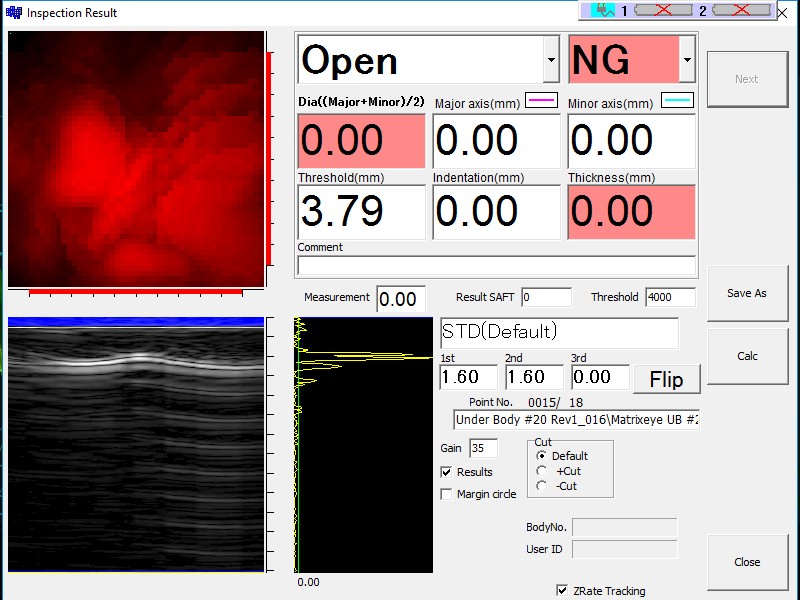 Inspection Result
1 2
Open NG
Next
Dia((Major+Minor)/2) Major axis(mm) Minor axis(mm)
0.00 0.00 0.00
Threshold(mm) Indentation(mm) Thickness(mm)
3.79 0.00 0.00
Comment
Measurement 0.00 Result SAFT 0 Threshold 4000
Save As
STD(Default)
Calc
1st 2nd 3rd
1.60 1.60 0.00 Flip
Point No. 0015/ 18
Under Body #20 Rev1_016\Matrixeye UB #2
Gain 35
Cut
Default
+Cut
-Cut
Results
Margin circle
BodyNo.
User ID
Close
0.00
ZRate Tracking